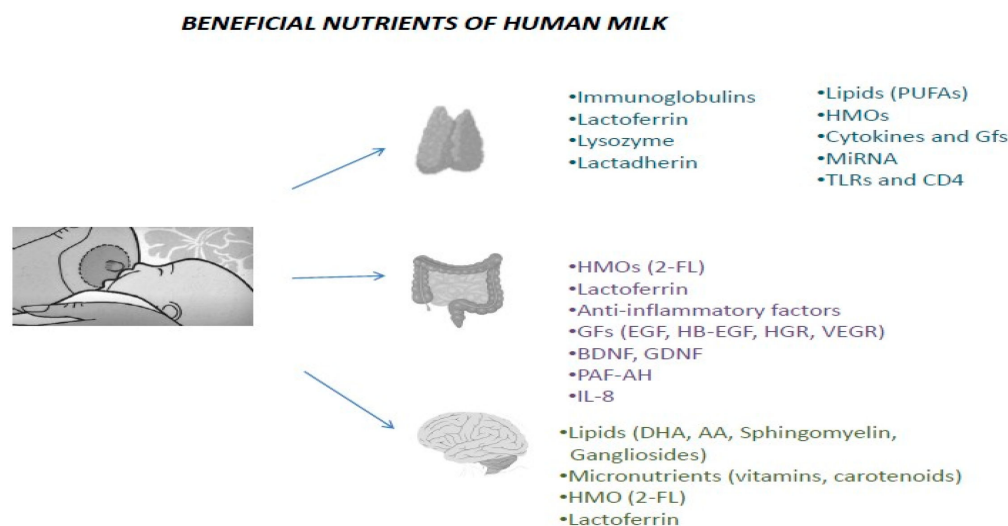 BENEFICIAL NUTRIENTS OF HUMAN MILK
•Immunoglobulins
•Lactoferrin
•Lysozyme
•Lactadherin
•Lipids (PUFAs)
•HMOs
•Cytokines and Gfs
•MiRNA
•TLRs and CD4
•HMOs (2-FL)
•Lactoferrin
•Anti-inflammatory factors
•GFs (EGF, HB-EGF, HGR, VEGR)
•BDNF, GDNF
•PAF-AH
•IL-8
•Lipids (DHA, AA, Sphingomyelin,
Gangliosides)
•Micronutrients (vitamins, carotenoids)
•HMO (2-FL)
•Lactoferrin